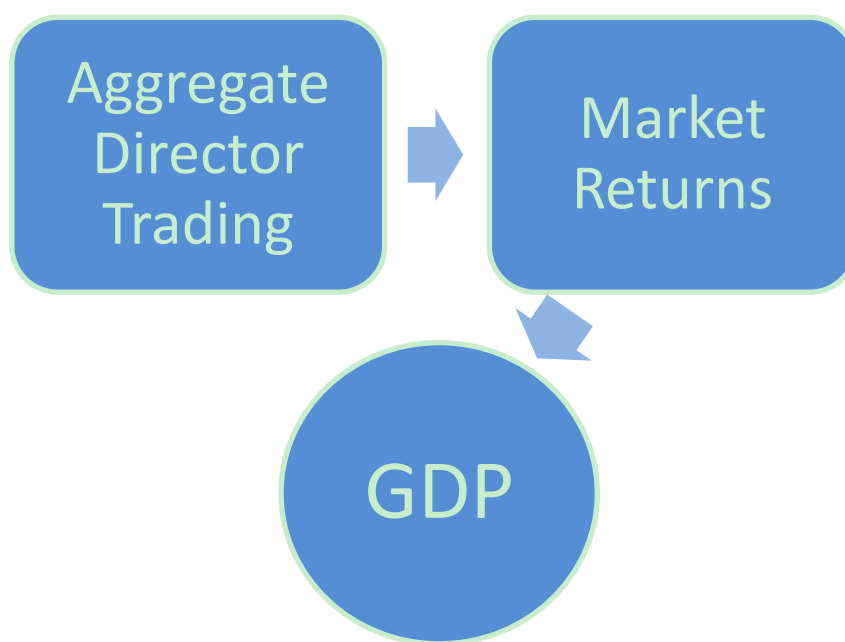 Aggregate
Director
Trading
Market
Returns
GDP